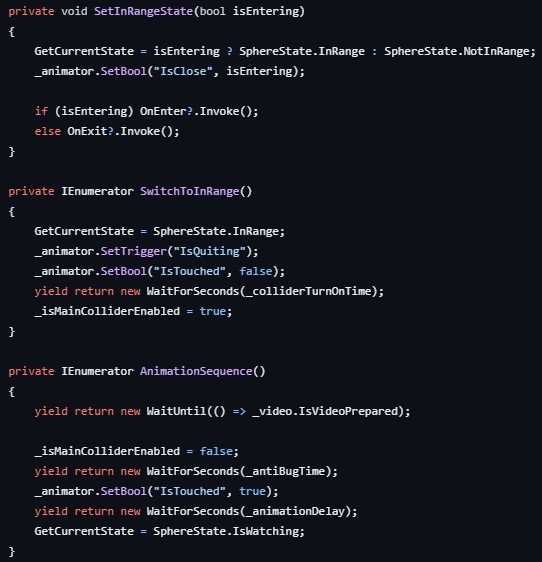 private void SetInRangeState(bool isEntering)
{
    GetCurrentState = isEntering ? SphereState.InRange : SphereState.NotInRange;
    _animator.SetBool("IsClose", isEntering);

    if (isEntering) OnEnter?.Invoke();
    else OnExit?.Invoke();
}

private IEnumerator SwitchToInRange()
{
    GetCurrentState = SphereState.InRange;
    _animator.SetTrigger("IsQuiting");
    _animator.SetBool("IsTouched", false);
    yield return new WaitForSeconds(_colliderTurnOnTime);
    _isMainColliderEnabled = true;
}

private IEnumerator AnimationSequence()
{
    yield return new WaitUntil(() => _video.IsVideoPrepared);

    _isMainColliderEnabled = false;
    yield return new WaitForSeconds(_antiBugTime);
    _animator.SetBool("IsTouched", true);
    yield return new WaitForSeconds(_animationDelay);
    GetCurrentState = SphereState.IsWatching;
}